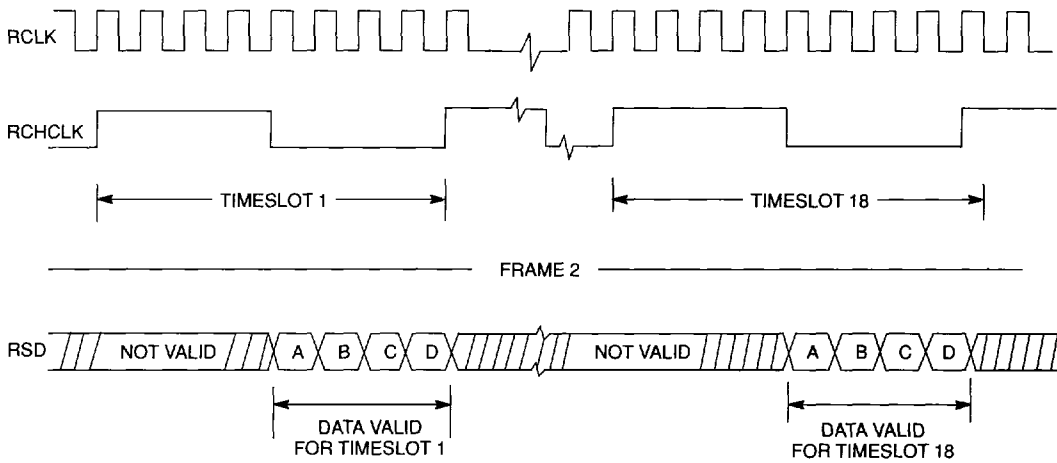 RCLK
RCHCLK
TIMESLOT 1
TIMESLOT 18
FRAME 2
RSD
NOT VALID
A
B
C
D
NOT VALID
A
B
C
D
DATA VALID
FOR TIMESLOT 1
DATA VALID
FOR TIMESLOT 18